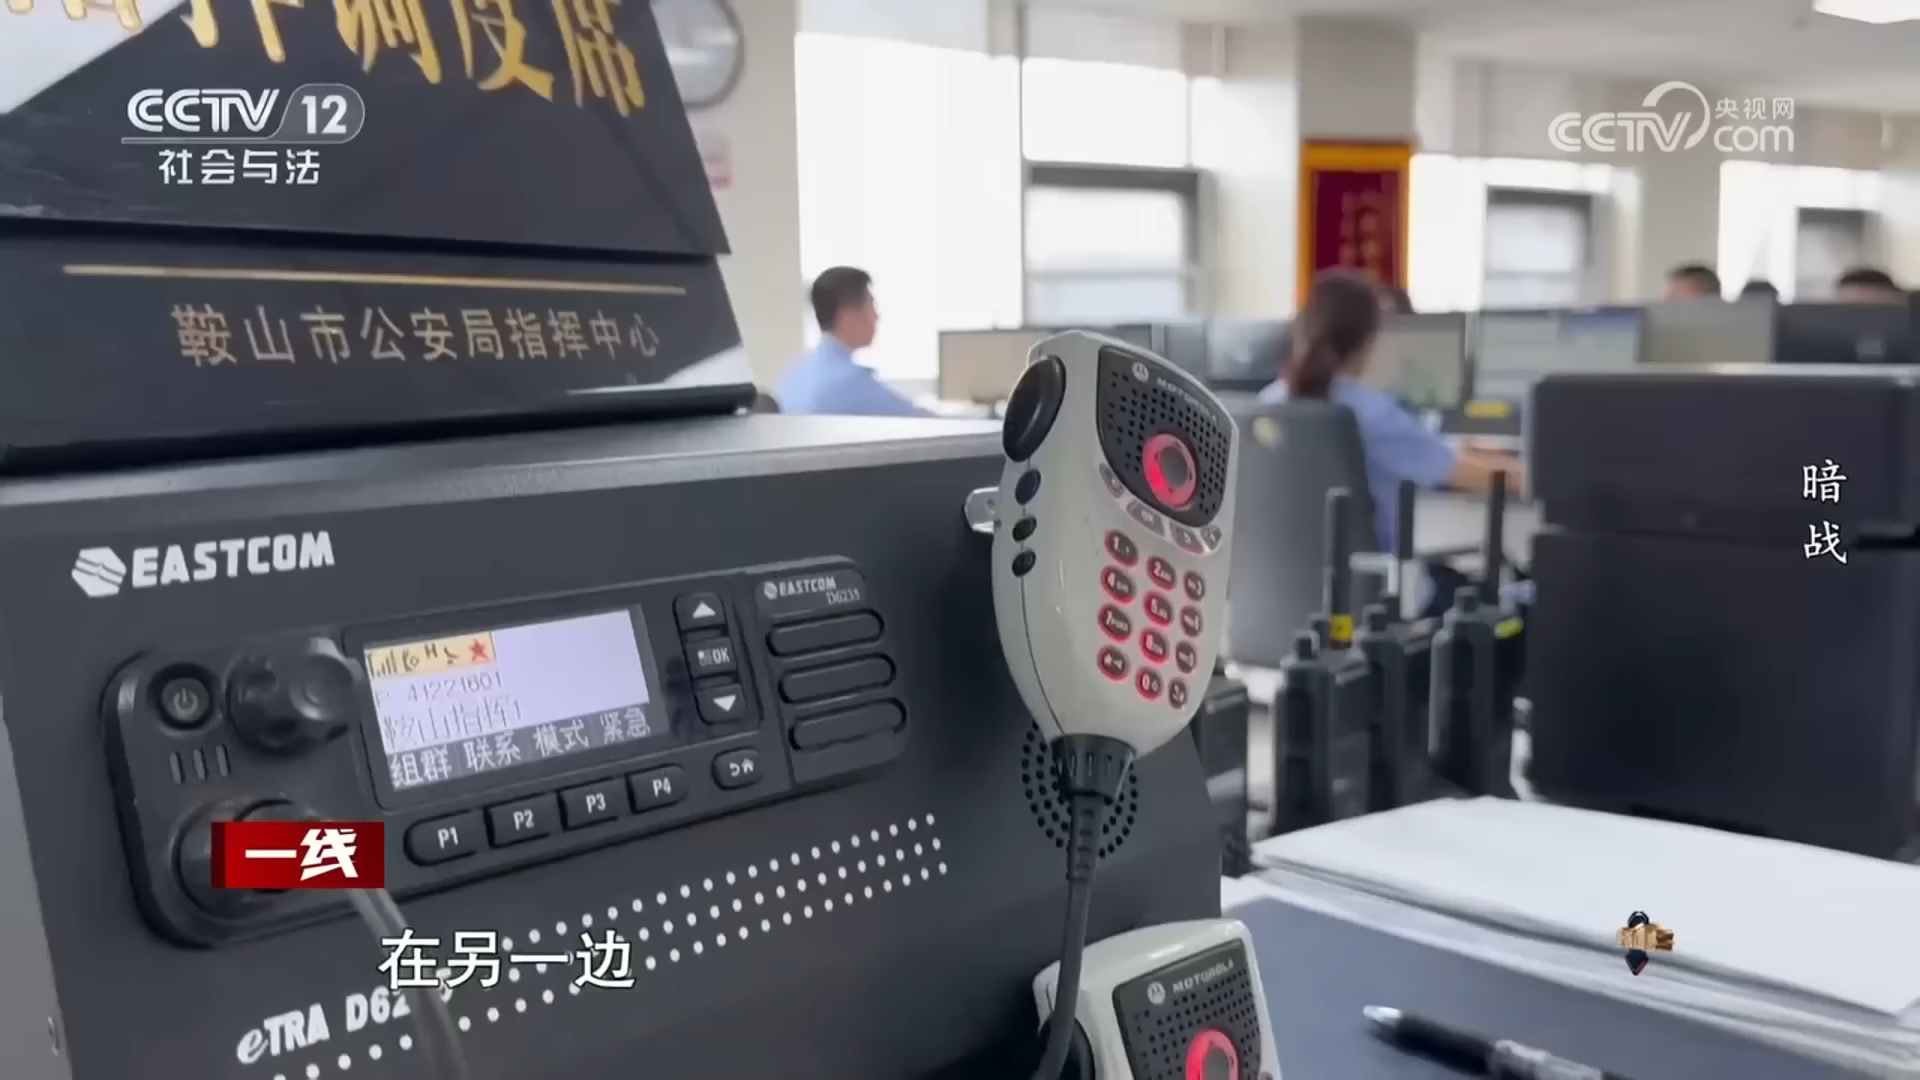 调度席
CCTV 12
社会与法
央视网
CCTV.com
鞍山市公安局指挥中心
暗战
EASTCOM
EASTCOM
D6235
MOTOROLA
41221601
鞍山指挥1
组群 联系 模式 紧急
OK
P1 P2 P3 P4
一线
在另一边
eTRA D62
MOTOROLA